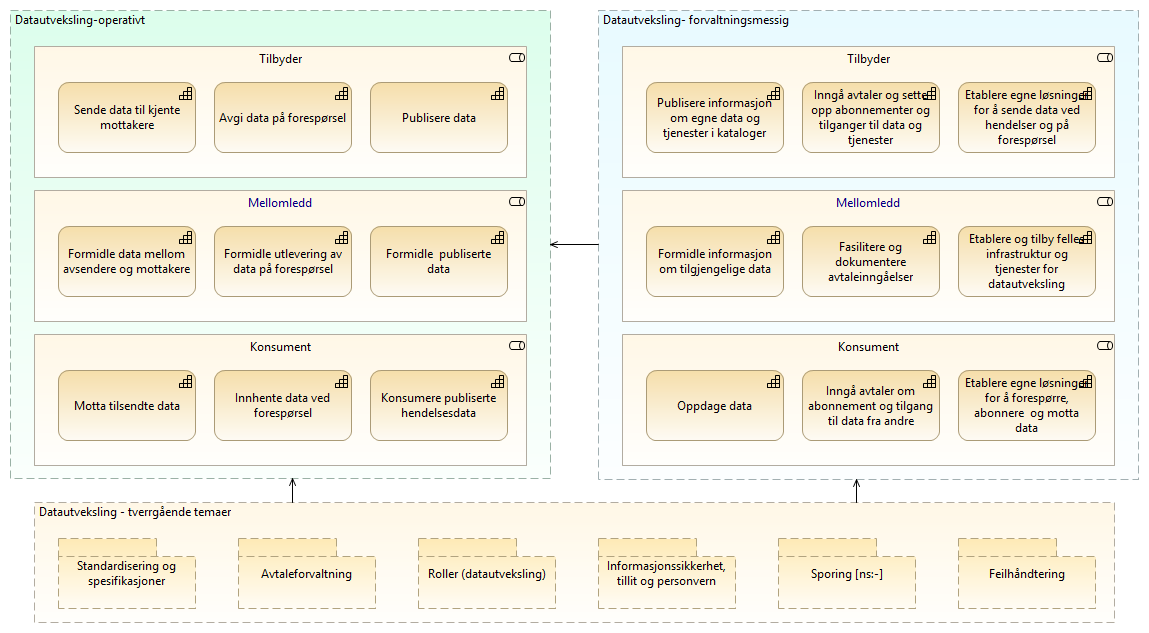 Datautveksling-operativt
Tilbyder
Sende data til kjente
mottakere
Avgi data på forespørsel
Publisere data
Mellomledd
Formidle data mellom
avsendere og mottakere
Formidle utlevering av
data på forespørsel
Formidle  publiserte
data
Konsument
Motta tilsendte data
Innhente data ved
forespørsel
Konsumere publiserte
hendelsesdata
Datautveksling- forvaltningsmessig
Tilbyder
Publisere informasjon
om egne data og
tjenester i kataloger
Inngå avtaler og sette
opp abonnementer og
tilganger til data og
tjenester
Etablere egne løsninger
for å sende data ved
hendelser og på
forespørsel
Mellomledd
Formidle informasjon
om tilgjengelige data
Fasilitere og
dokumentere
avtaleinngåelser
Etablere og tilby felles
infrastruktur og
tjenester for
datautveksling
Konsument
Oppdage data
Inngå avtaler om
abonnement og tilgang
til data fra andre
Etablere egne løsninger
for å forespørre,
abonnere  og motta
data
Datautveksling - tverrgående temaer
Standardisering og
spesifikasjoner
Avtaleforvaltning
Roller (datautveksling)
Informasjonssikkerhet,
tillit og personvern
Sporing [ns:-]
Feilhåndtering